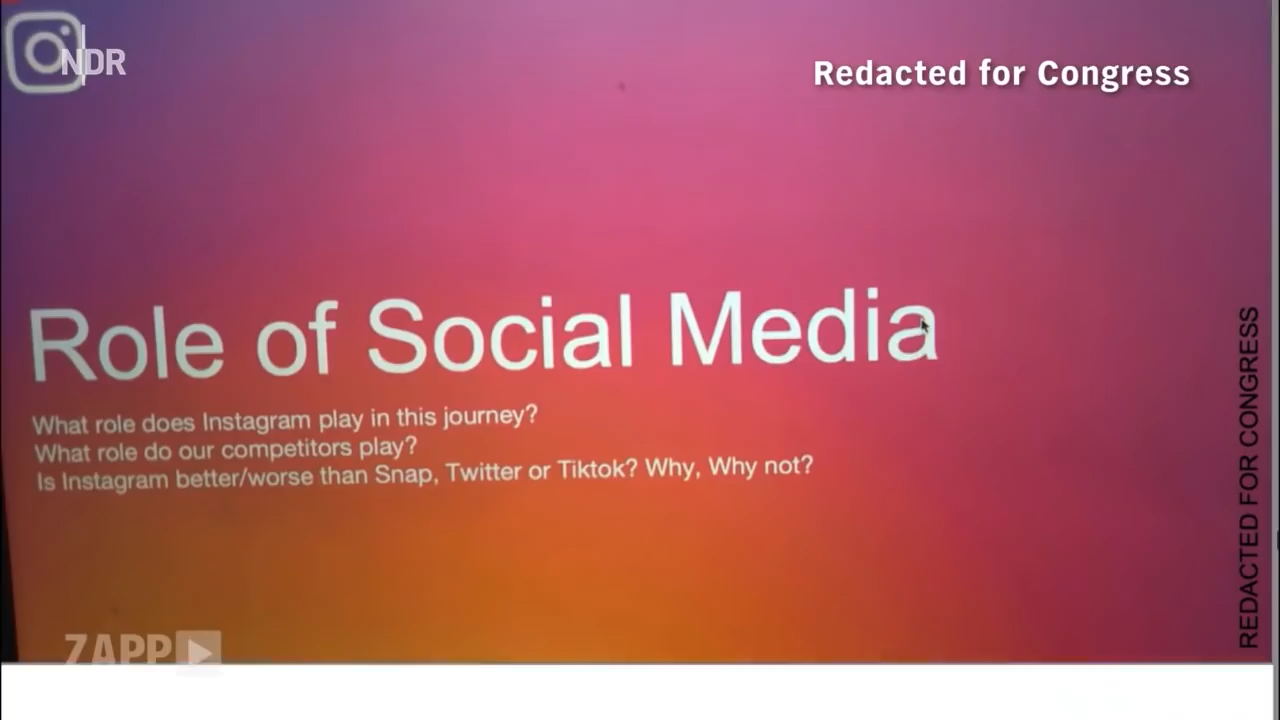 NDR
Redacted for Congress
Role of Social Media
What role does Instagram play in this journey?
What role do our competitors play?
Is Instagram better/worse than Snap, Twitter or Tiktok? Why, Why not?
REDACTED FOR CONGRESS
ZAPP